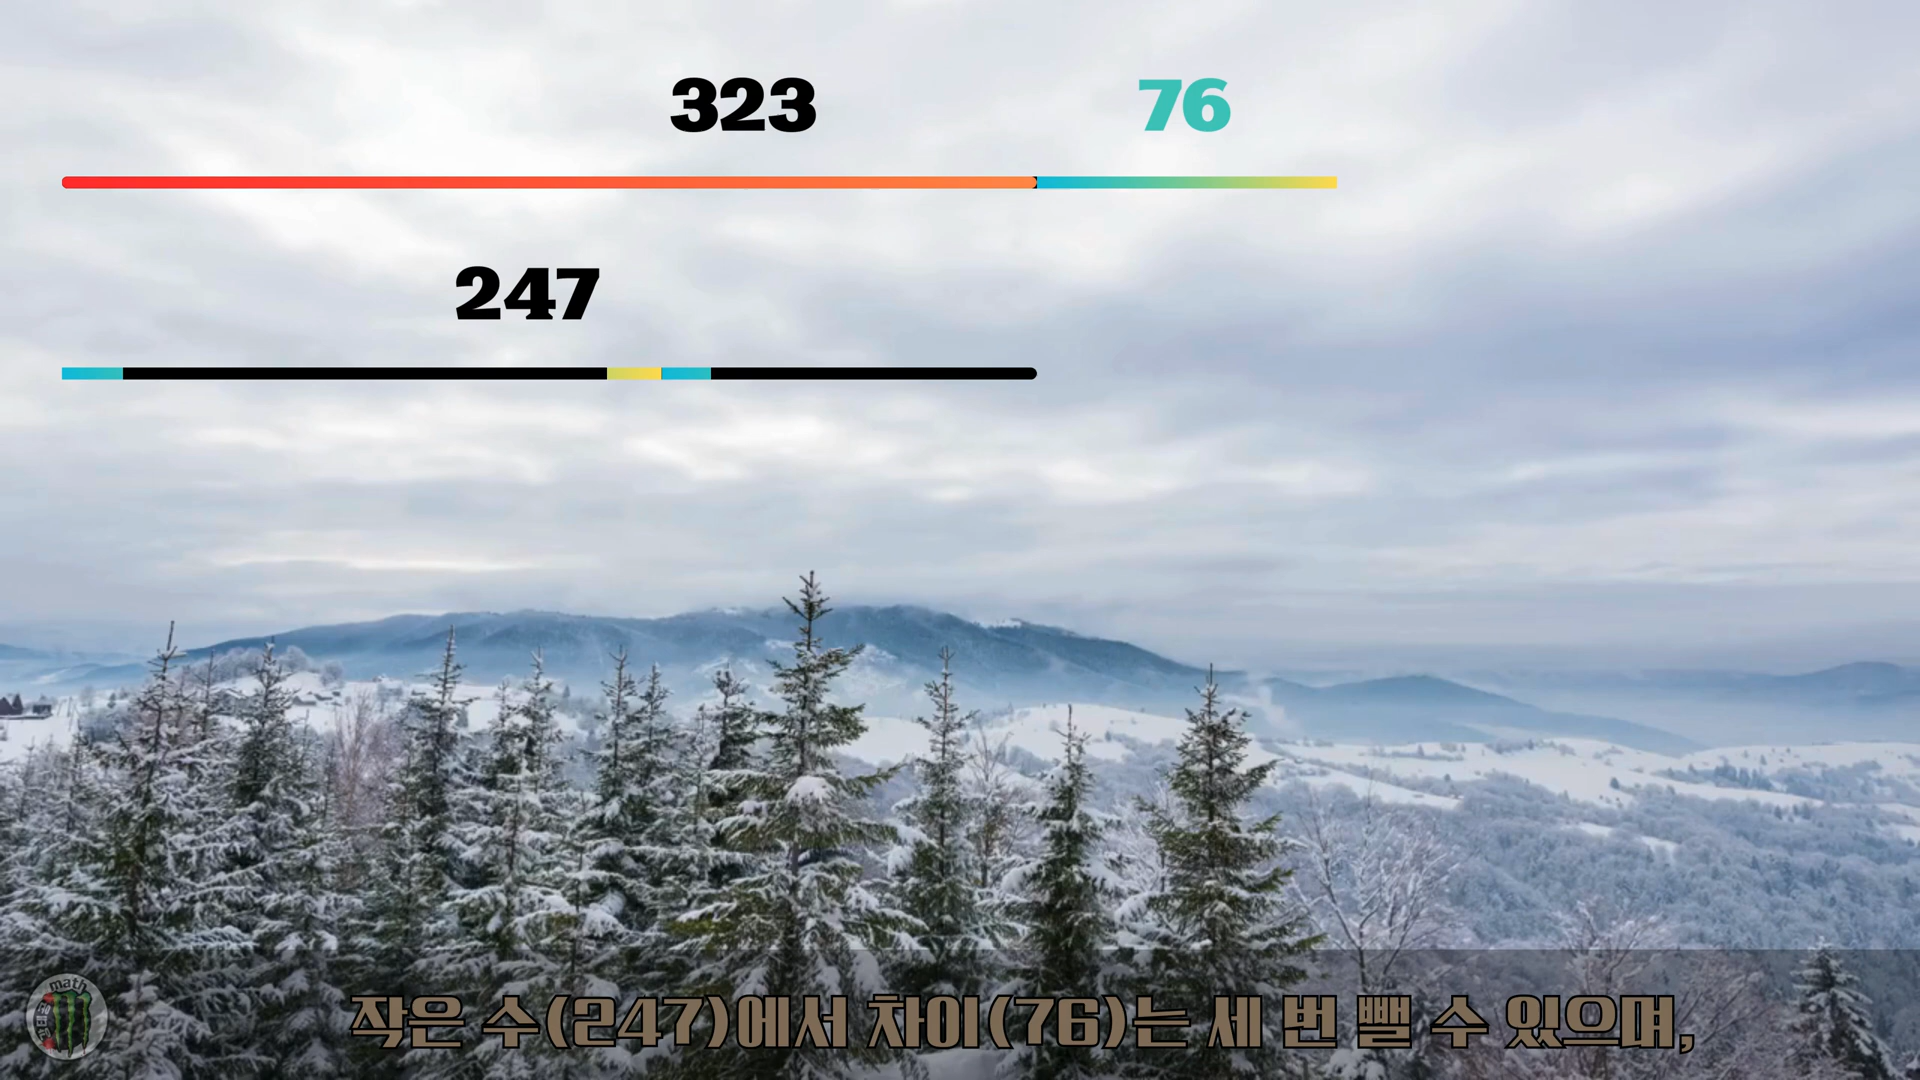 323 76
247
작은 수(247)에서 차이(76)는 세 번 뺄 수 있으며,
math